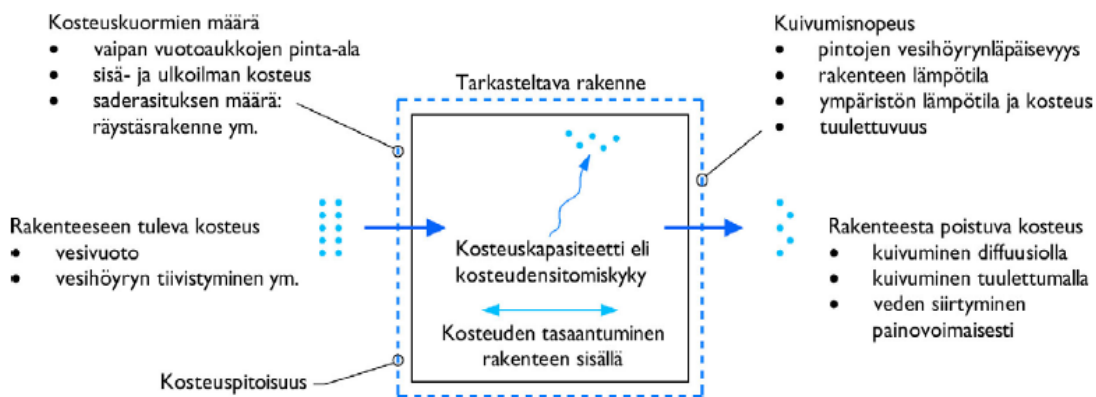 Kosteuskuormien määrä
• vaipan vuotoaukkojen pinta-ala
• sisä- ja ulkoilman kosteus
• saderasituksen määrä:
räystäsrakenne ym.
Tarkasteltava rakenne
Kuivumisnopeus
• pintojen vesihöyrynläpäisevyys
• rakenteen lämpötila
• ympäristön lämpötila ja kosteus
• tuulettuvuus
Rakenteeseen tuleva kosteus
• vesivuoto
• vesihöyryn tiivistyminen ym.
Kosteuskapasiteetti eli
kosteudensitomiskyky
Kosteuden tasaantuminen
rakenteen sisällä
Rakenteesta poistuva kosteus
• kuivuminen diffuusiolla
• kuivuminen tuulettumalla
• veden siirtyminen
painovoimaisesti
Kosteuspitoisuus